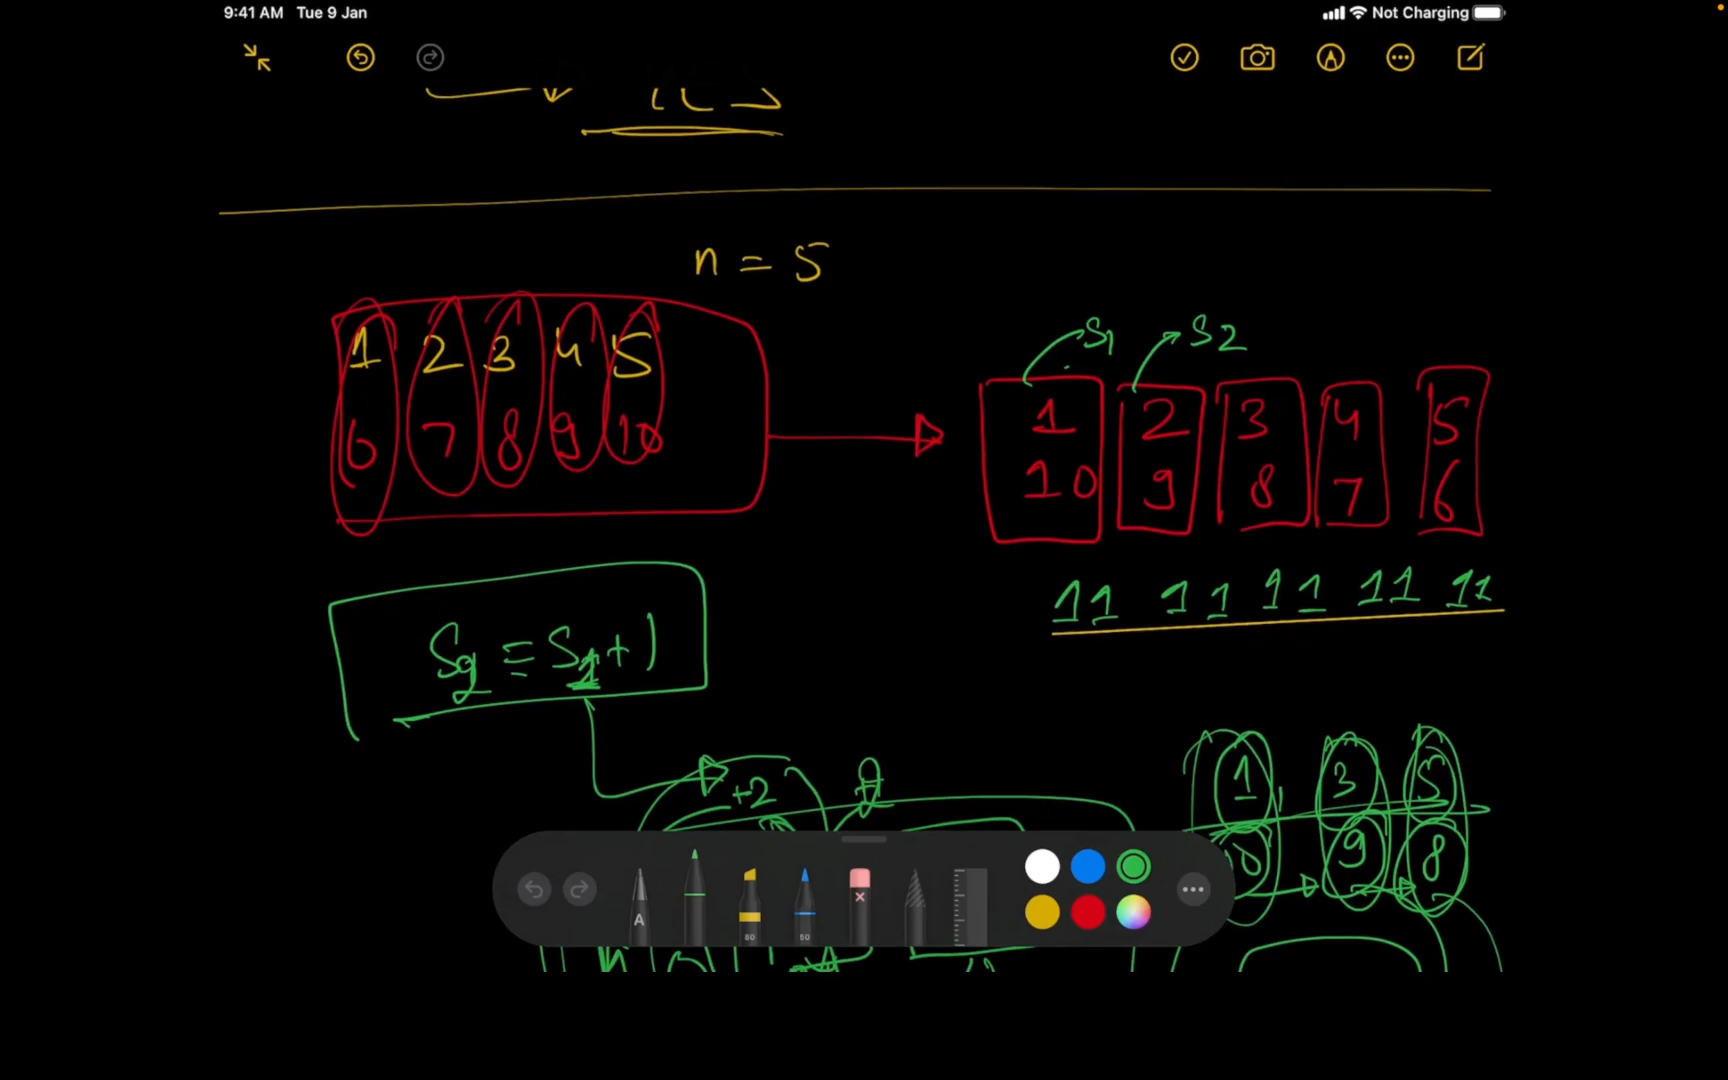 9:41 AM Tue 9 Jan
Not Charging
n = 5
1 2 3 4 5
6 7 8 9 10
S1 S2
1 2 3 4 5
10 9 8 7 6
11 11 11 11 11
S2 = S1 + 1
+2
1 3 5
9 8
A
80
50